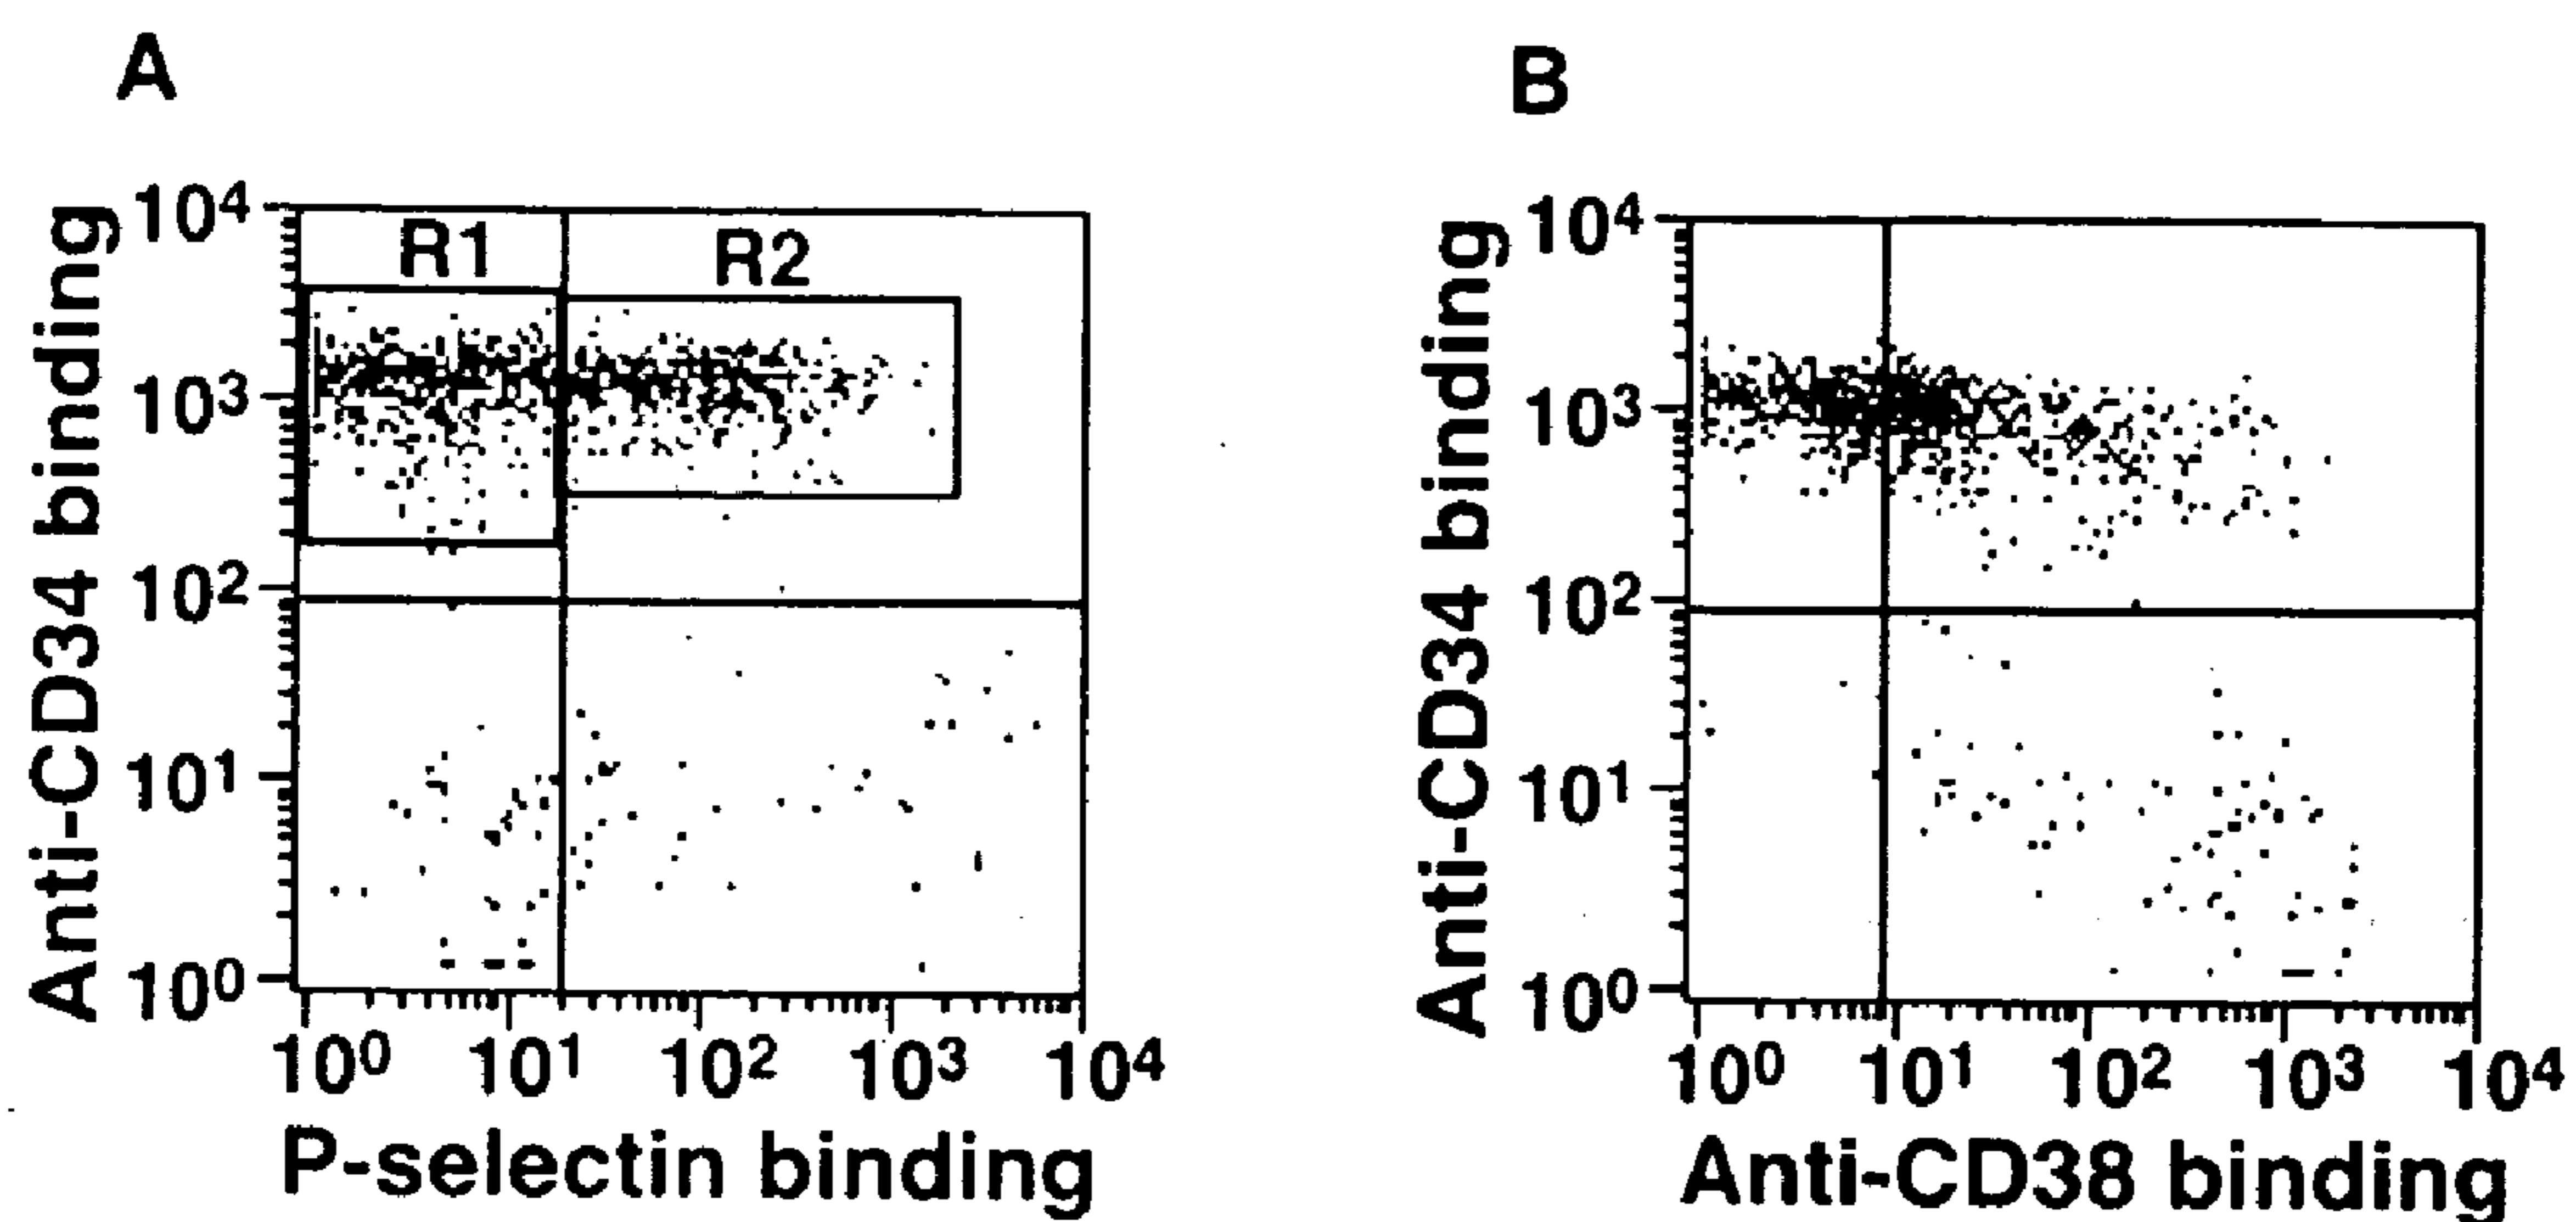 A
Anti-CD34 binding
10⁴
10³
10²
10¹
10⁰
R1
R2
10⁰ 10¹ 10² 10³ 10⁴
P-selectin binding
B
Anti-CD34 binding
10⁴
10³
10²
10¹
10⁰
10⁰ 10¹ 10² 10³ 10⁴
Anti-CD38 binding